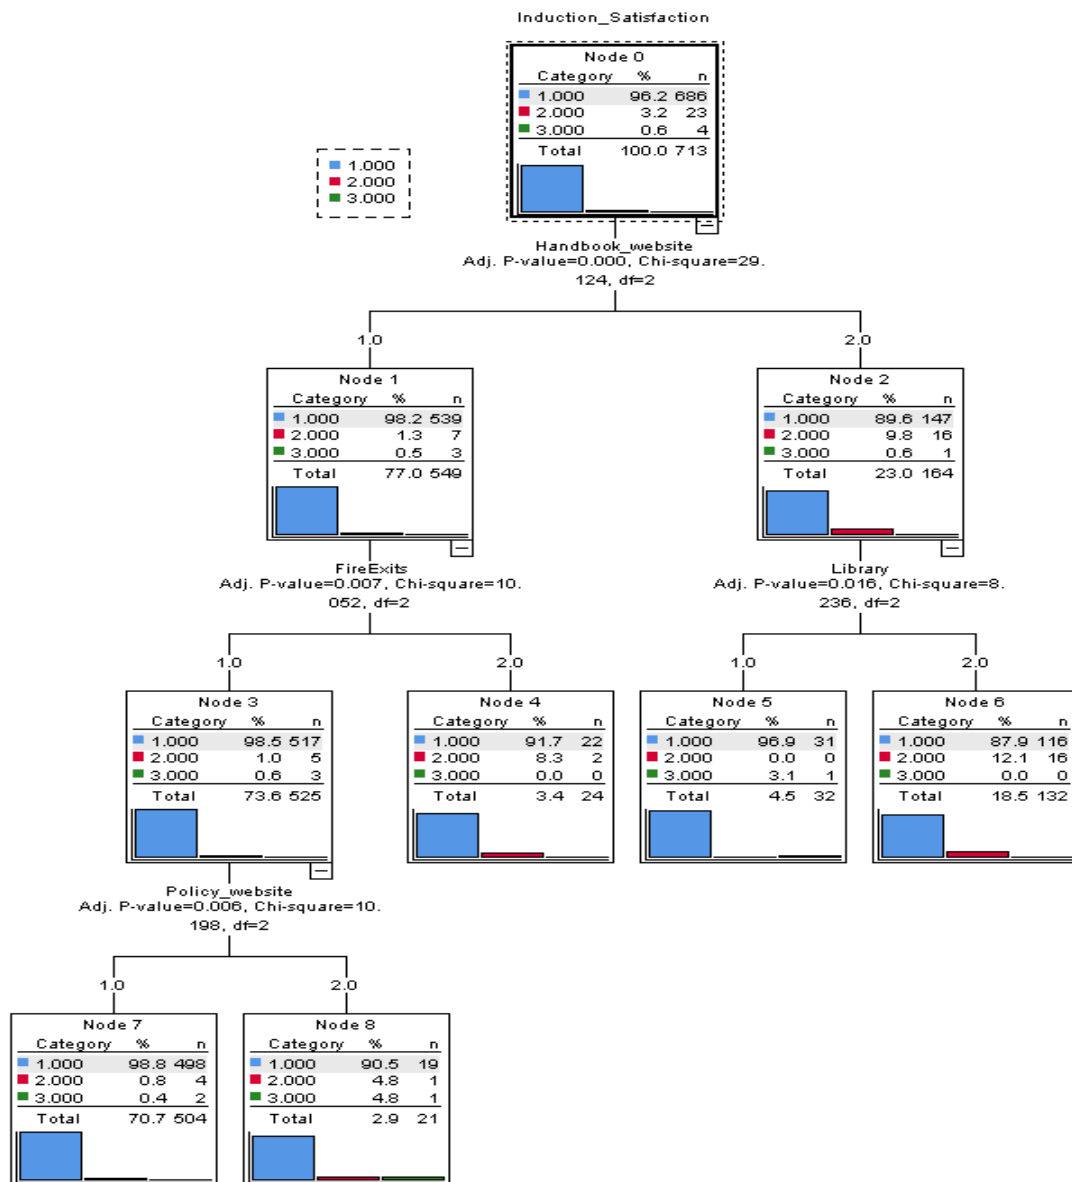 Induction_Satisfaction
Node 0
Category % n
1.000 96.2 686
2.000 3.2 23
3.000 0.6 4
Total 100.0 713
1.000
2.000
3.000
Handbook_website
Adj. P-value=0.000, Chi-square=29.
124, df=2
1.0
2.0
Node 1
Category % n
1.000 98.2 539
2.000 1.3 7
3.000 0.5 3
Total 77.0 549
Node 2
Category % n
1.000 89.6 147
2.000 9.8 16
3.000 0.6 1
Total 23.0 164
FireExits
Adj. P-value=0.007, Chi-square=10.
052, df=2
Library
Adj. P-value=0.016, Chi-square=8.
236, df=2
1.0
2.0
1.0
2.0
Node 3
Category % n
1.000 98.5 517
2.000 1.0 5
3.000 0.6 3
Total 73.6 525
Node 4
Category % n
1.000 91.7 22
2.000 8.3 2
3.000 0.0 0
Total 3.4 24
Node 5
Category % n
1.000 96.9 31
2.000 0.0 0
3.000 3.1 1
Total 4.5 32
Node 6
Category % n
1.000 87.9 116
2.000 12.1 16
3.000 0.0 0
Total 18.5 132
Policy_website
Adj. P-value=0.006, Chi-square=10.
198, df=2
1.0
2.0
Node 7
Category % n
1.000 98.8 498
2.000 0.8 4
3.000 0.4 2
Total 70.7 504
Node 8
Category % n
1.000 90.5 19
2.000 4.8 1
3.000 4.8 1
Total 2.9 21